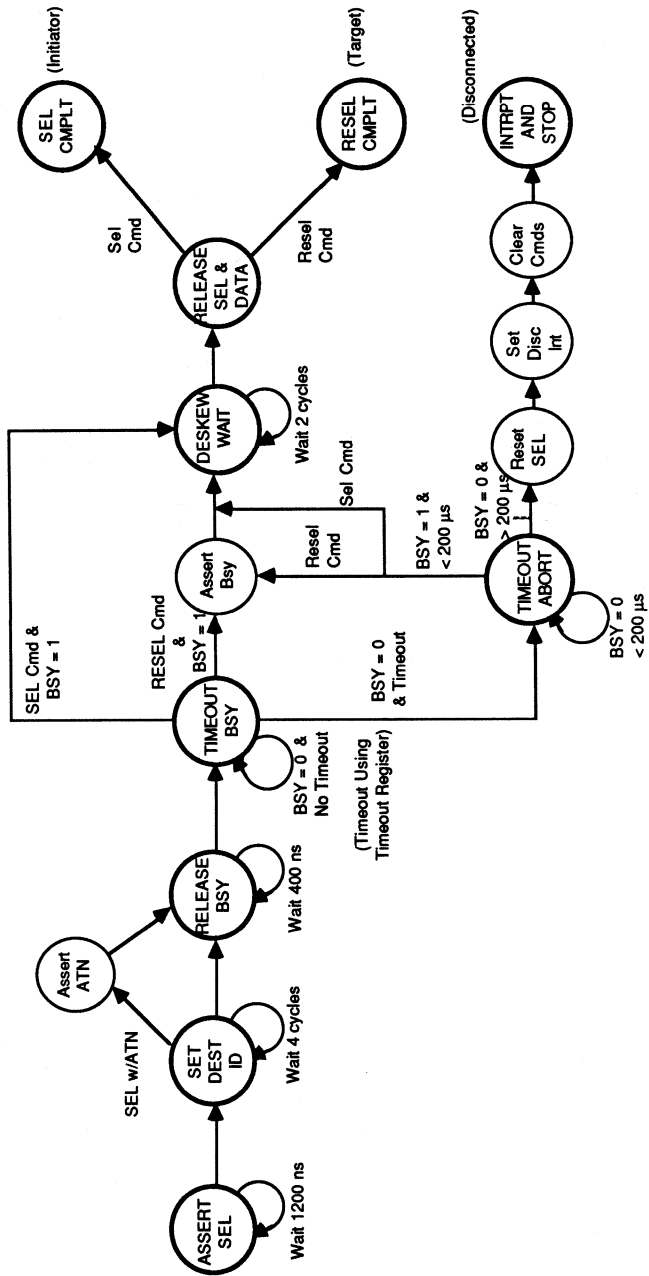 ASSERT
SEL
Wait 1200 ns
SEL w/ATN
SET
DEST
ID
Wait 4 cycles
Assert
ATN
RELEASE
BSY
Wait 400 ns
SEL Cmd &
BSY = 1
TIMEOUT
BSY
BSY = 0 &
No Timeout
(Timeout Using
Timeout Register)
RESEL Cmd
&
BSY = 1
BSY = 0
& Timeout
Assert
Bsy
Resel
Cmd
Sel Cmd
BSY = 1 &
< 200 µs
TIMEOUT
ABORT
BSY = 0
< 200 µs
BSY = 0 &
> 200 µs
DESKEW
WAIT
Wait 2 cycles
RELEASE
SEL &
DATA
Sel
Cmd
Resel
Cmd
SEL
CMPLT
(Initiator)
RESEL
CMPLT
(Target)
Reset
SEL
Set
Disc
Int
Clear
Cmds
INTRPT
AND
STOP
(Disconnected)